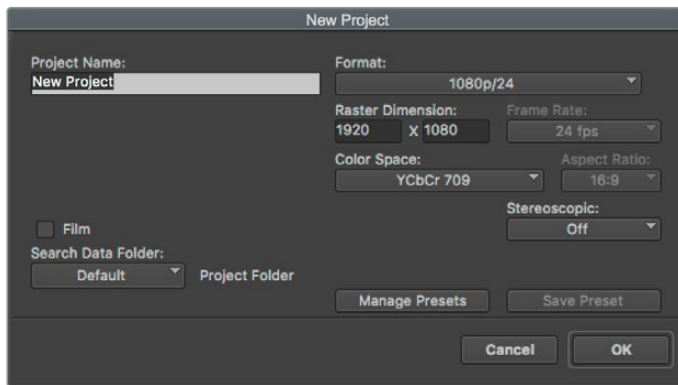 New Project
Project Name:
New Project
Format:
1080p/24
Raster Dimension:
1920 X 1080
Frame Rate:
24 fps
Color Space:
YCbCr 709
Aspect Ratio:
16:9
Stereoscopic:
Off
Film
Search Data Folder:
Default
Project Folder
Manage Presets
Save Preset
Cancel
OK